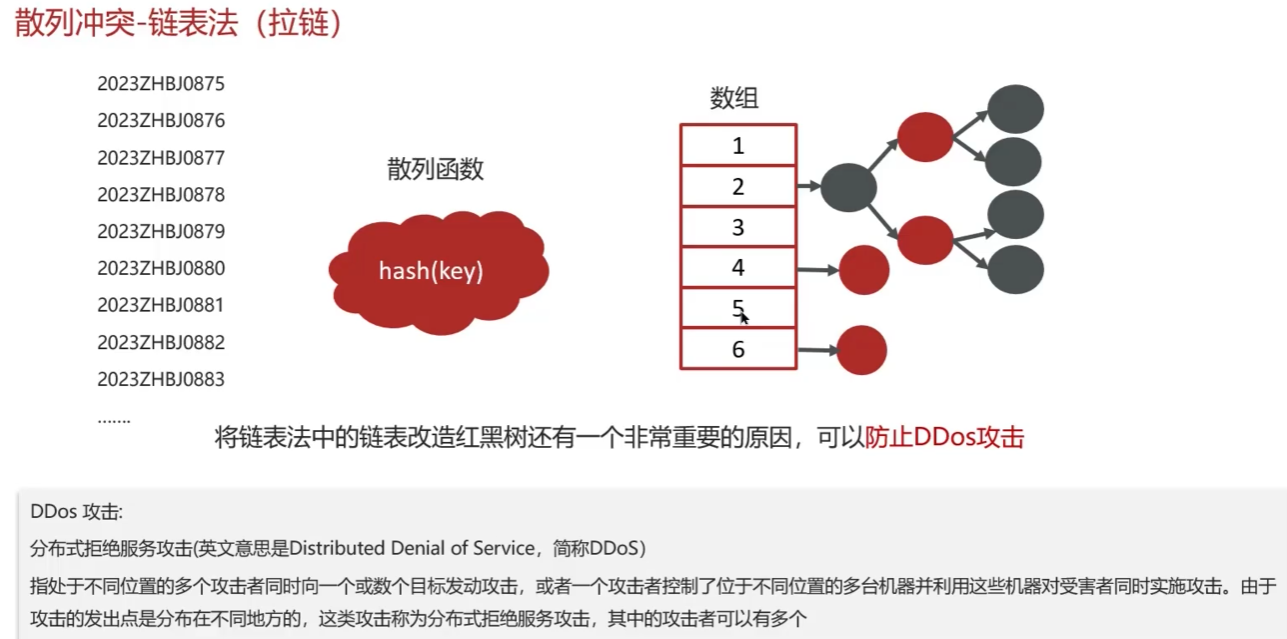 散列冲突-链表法（拉链）
2023ZHBJ0875
2023ZHBJ0876
2023ZHBJ0877
2023ZHBJ0878
2023ZHBJ0879
2023ZHBJ0880
2023ZHBJ0881
2023ZHBJ0882
2023ZHBJ0883
.......
散列函数
hash(key)
数组
1
2
3
4
5
6
将链表法中的链表改造红黑树还有一个非常重要的原因，可以防止DDos攻击
DDos 攻击:
分布式拒绝服务攻击(英文意思是Distributed Denial of Service，简称DDoS）
指处于不同位置的多个攻击者同时向一个或数个目标发动攻击，或者一个攻击者控制了位于不同位置的多台机器并利用这些机器对受害者同时实施攻击。由于
攻击的发出点是分布在不同地方的，这类攻击称为分布式拒绝服务攻击，其中的攻击者可以有多个